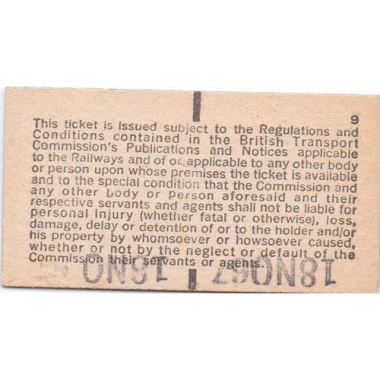 9
This ticket is issued subject to the Regulations and
Conditions contained in the British Transport
Commission's Publications and Notices applicable
to the Railways and of or applicable to any other body
or person upon whose premises the ticket is available
and to the special condition that the Commission and
any other Body or Person aforesaid and their
respective servants and agents shall not be liable for
personal injury (whether fatal or otherwise), loss,
damage, delay or detention of or to the holder and/or
his property by whomsoever or howsoever caused,
whether or not by the neglect or default of the
Commission their servants or agents.
18NO67 18NO